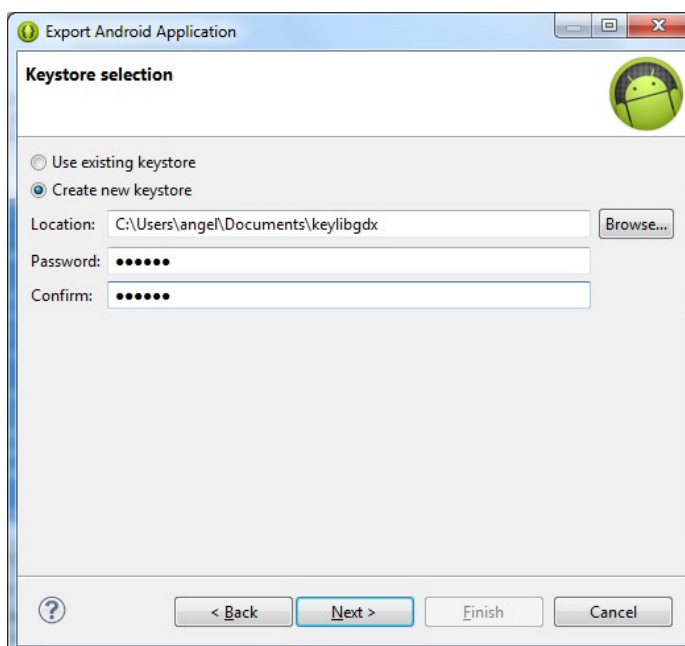 Export Android Application
Keystore selection
Use existing keystore
Create new keystore
Location: C:\Users\angel\Documents\keylibgdx Browse...
Password: ●●●●●●
Confirm: ●●●●●●
? < Back Next > Finish Cancel